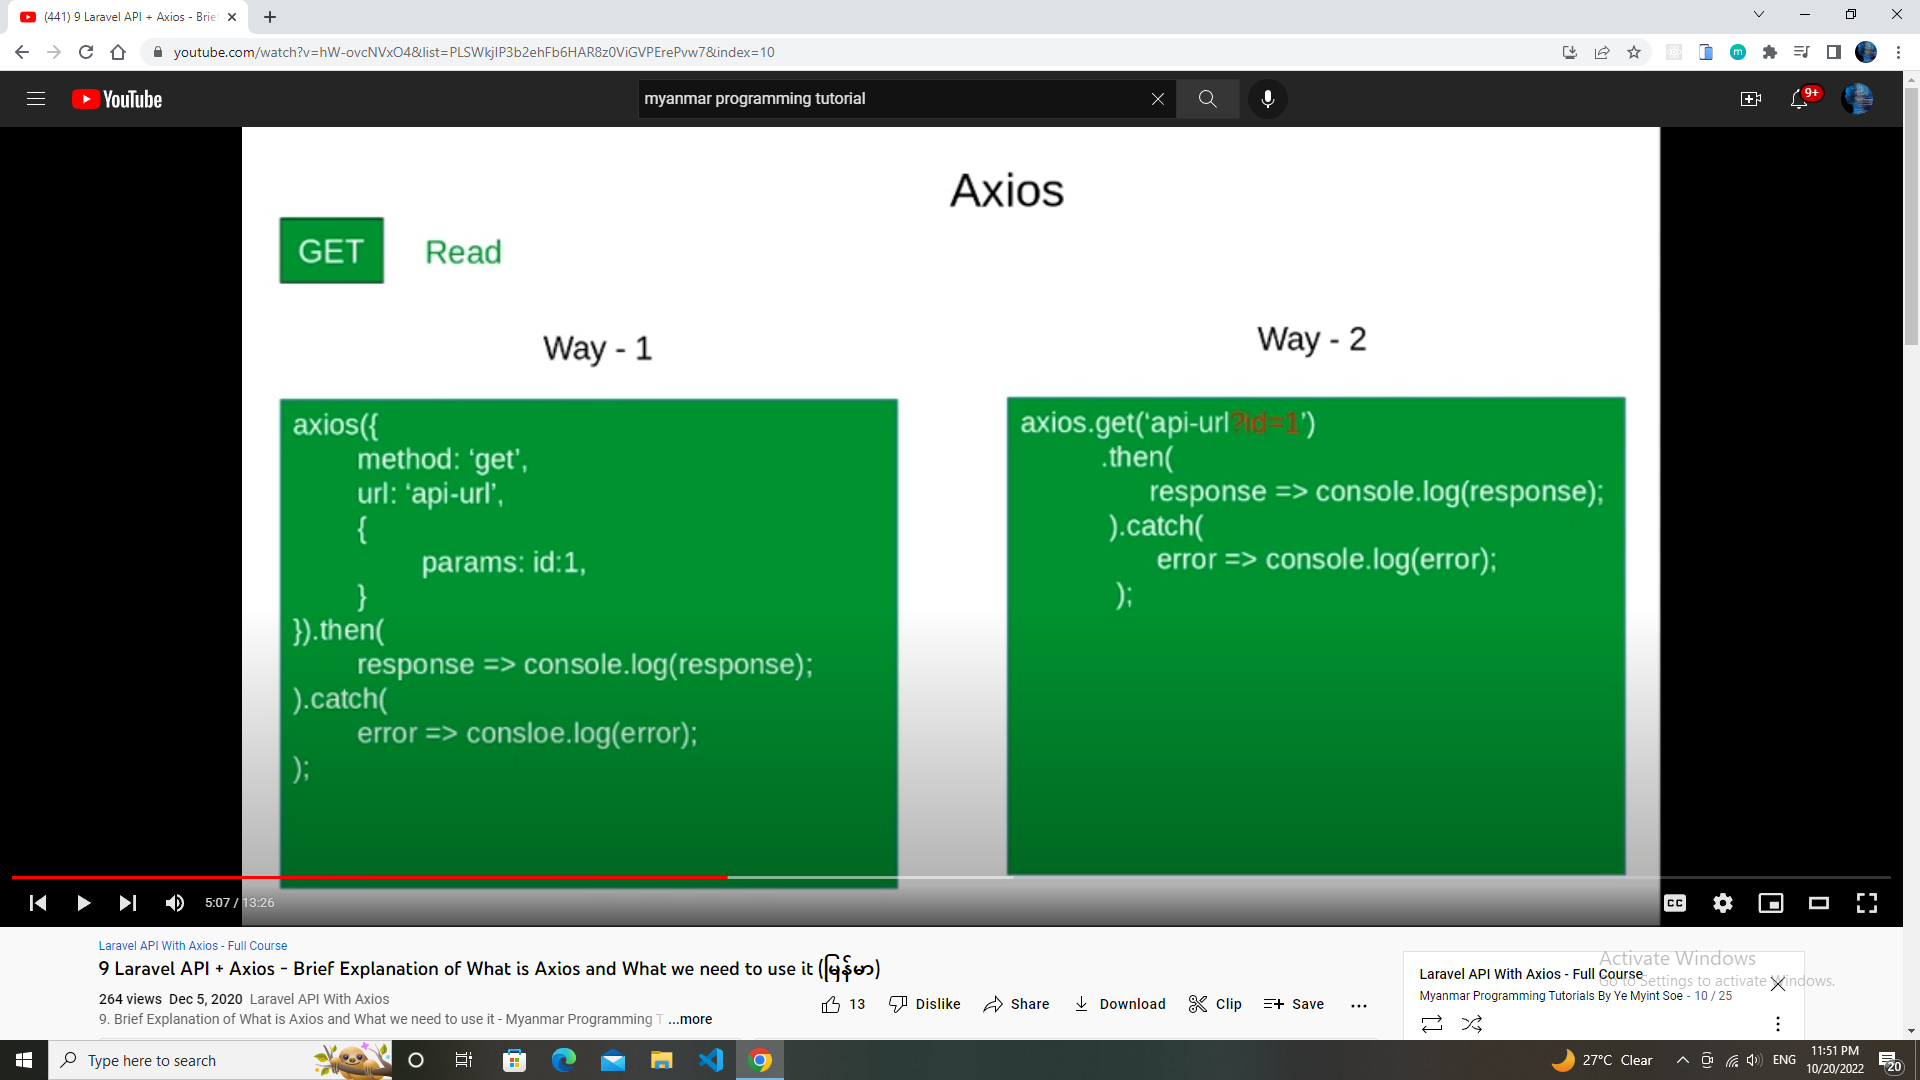 (441) 9 Laravel API + Axios - Brie
youtube.com/watch?v=hW-ovcNVxO4&list=PLSWkjIP3b2ehFb6HAR8z0ViGVPErePvw7&index=10
YouTube
myanmar programming tutorial
9+
Axios
GET
Read
Way - 1
Way - 2
axios({
method: ‘get’,
url: ‘api-url’,
{
params: id:1,
}
}).then(
response => console.log(response);
).catch(
error => consloe.log(error);
);
axios.get(‘api-url?id=1’)
.then(
response => console.log(response);
).catch(
error => console.log(error);
);
5:07 / 13:26
CC
Laravel API With Axios - Full Course
9 Laravel API + Axios - Brief Explanation of What is Axios and What we need to use it (မြန်မာ)
264 views Dec 5, 2020 Laravel API With Axios
13 Dislike Share Download Clip Save
9. Brief Explanation of What is Axios and What we need to use it - Myanmar Programming T ...more
Activate Windows
Go to Settings to activate Windows.
Laravel API With Axios - Full Course
Myanmar Programming Tutorials By Ye Myint Soe - 10 / 25
Type here to search
27°C Clear
ENG
11:51 PM
10/20/2022
20